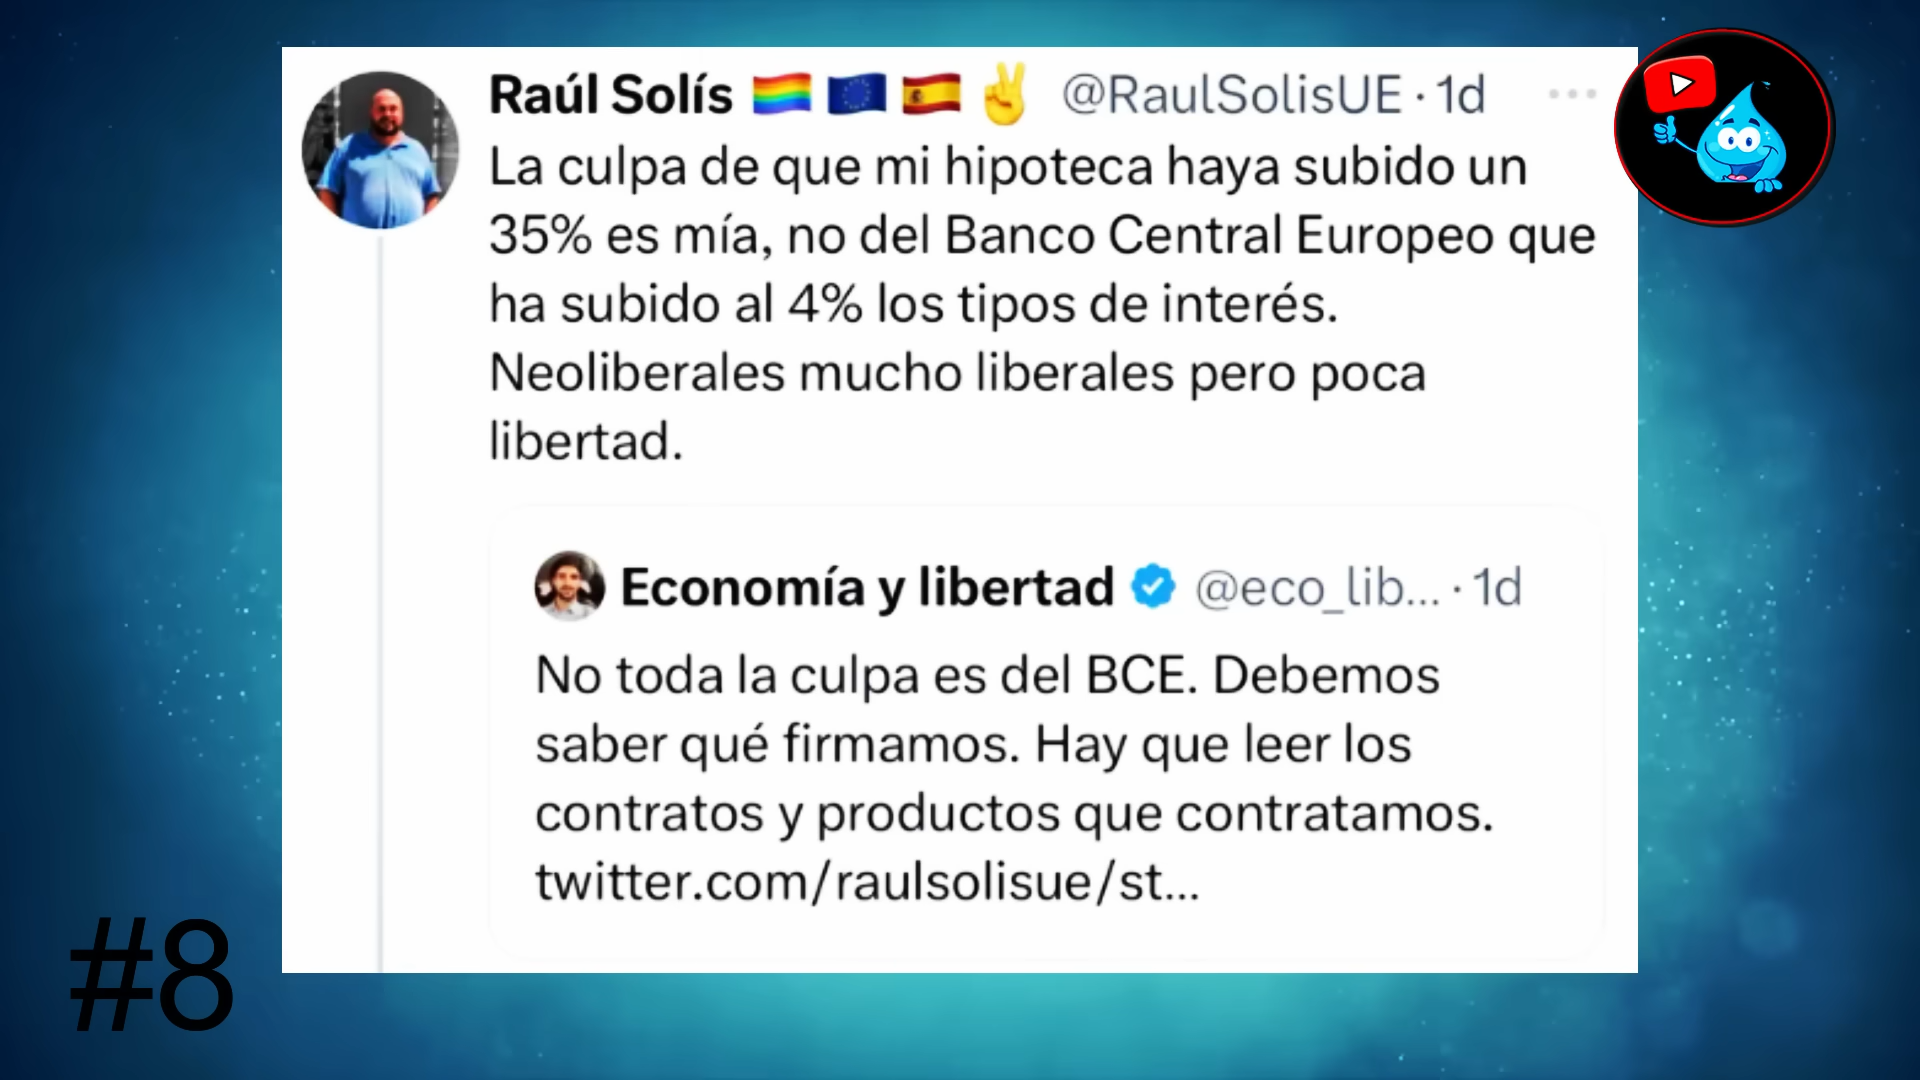 Raúl Solís 🏳️‍🌈 🇪🇺 🇪🇸 ✌️ @RaulSolisUE · 1d ...
La culpa de que mi hipoteca haya subido un
35% es mía, no del Banco Central Europeo que
ha subido al 4% los tipos de interés.
Neoliberales mucho liberales pero poca
libertad.
Economía y libertad @eco_lib... · 1d
No toda la culpa es del BCE. Debemos
saber qué firmamos. Hay que leer los
contratos y productos que contratamos.
twitter.com/raulsolisue/st...
#8